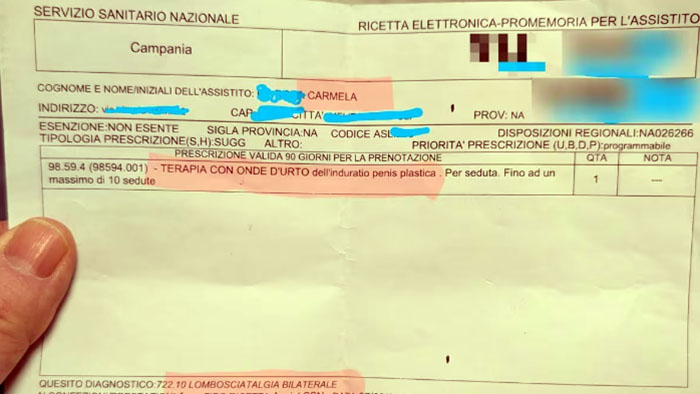 SERVIZIO SANITARIO NAZIONALE
RICETTA ELETTRONICA-PROMEMORIA PER L'ASSISTITO
Campania
COGNOME E NOME/INIZIALI DELL'ASSISTITO: CARMELA
INDIRIZZO: CAP CITTA' PROV: NA
ESENZIONE:NON ESENTE SIGLA PROVINCIA:NA CODICE ASL DISPOSIZIONI REGIONALI:NA026266
TIPOLOGIA PRESCRIZIONE(S,H):SUGG ALTRO: PRIORITA' PRESCRIZIONE (U,B,D,P):programmabile
PRESCRIZIONE VALIDA 90 GIORNI PER LA PRENOTAZIONE QTA NOTA
98.59.4 (98594.001) - TERAPIA CON ONDE D'URTO dell'induratio penis plastica . Per seduta. Fino ad un 1 ---
massimo di 10 sedute
QUESITO DIAGNOSTICO:722.10 LOMBOSCIATALGIA BILATERALE